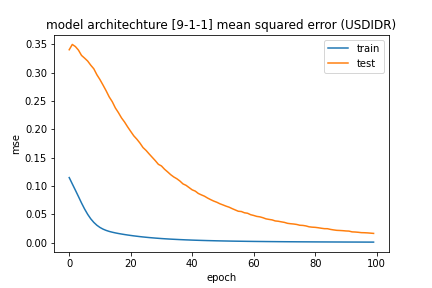 model architechture [9-1-1] mean squared error (USDIDR)
train
test
0.35
0.30
0.25
0.20
0.15
0.10
0.05
0.00
mse
0 20 40 60 80 100
epoch